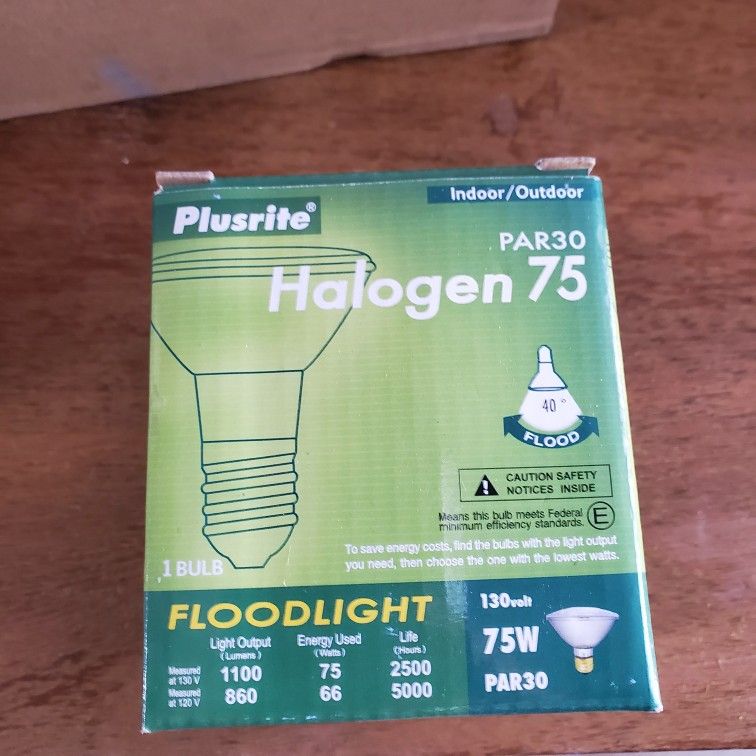 Indoor/Outdoor
Plusrite®
PAR30
Halogen 75
40°
FLOOD
CAUTION SAFETY
NOTICES INSIDE
Means this bulb meets Federal
minimum efficiency standards. E
To save energy costs, find the bulbs with the light output
you need, then choose the one with the lowest watts.
1 BULB
FLOODLIGHT
Light Output Energy Used Life
(Lumens) (Watts) (Hours)
Measured
at 130 V 1100 75 2500
Measured
at 120 V 860 66 5000
130volt
75W
PAR30